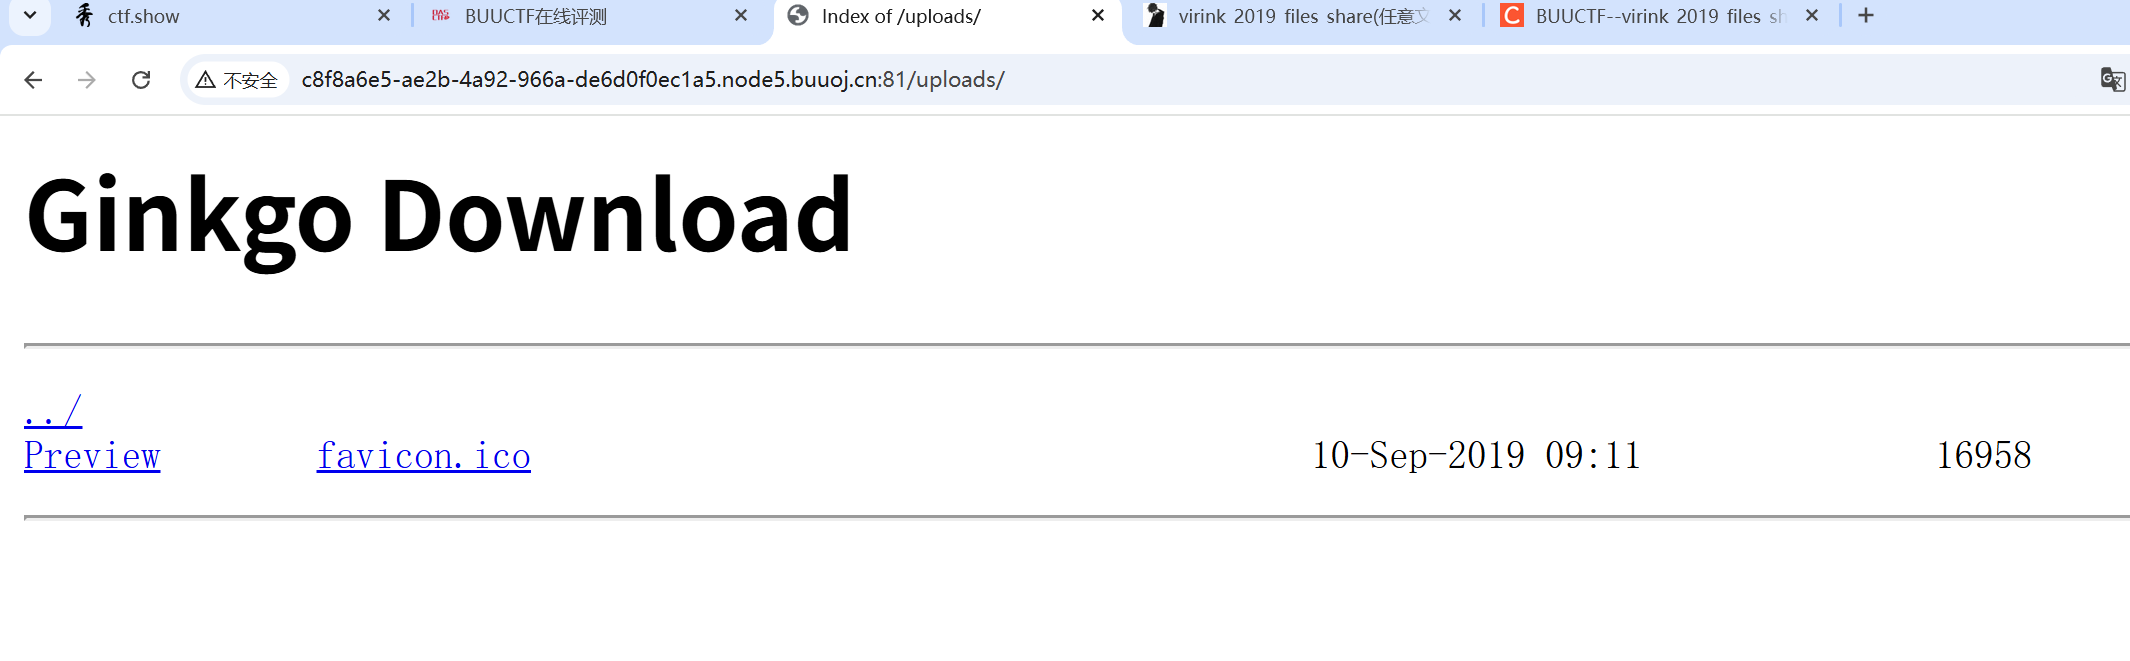 ctf.show
BUUCTF在线评测
Index of /uploads/
virink 2019 files share(任意文
BUUCTF--virink 2019 files sh
不安全 c8f8a6e5-ae2b-4a92-966a-de6d0f0ec1a5.node5.buuoj.cn:81/uploads/
Ginkgo Download
../
Preview favicon.ico 10-Sep-2019 09:11 16958